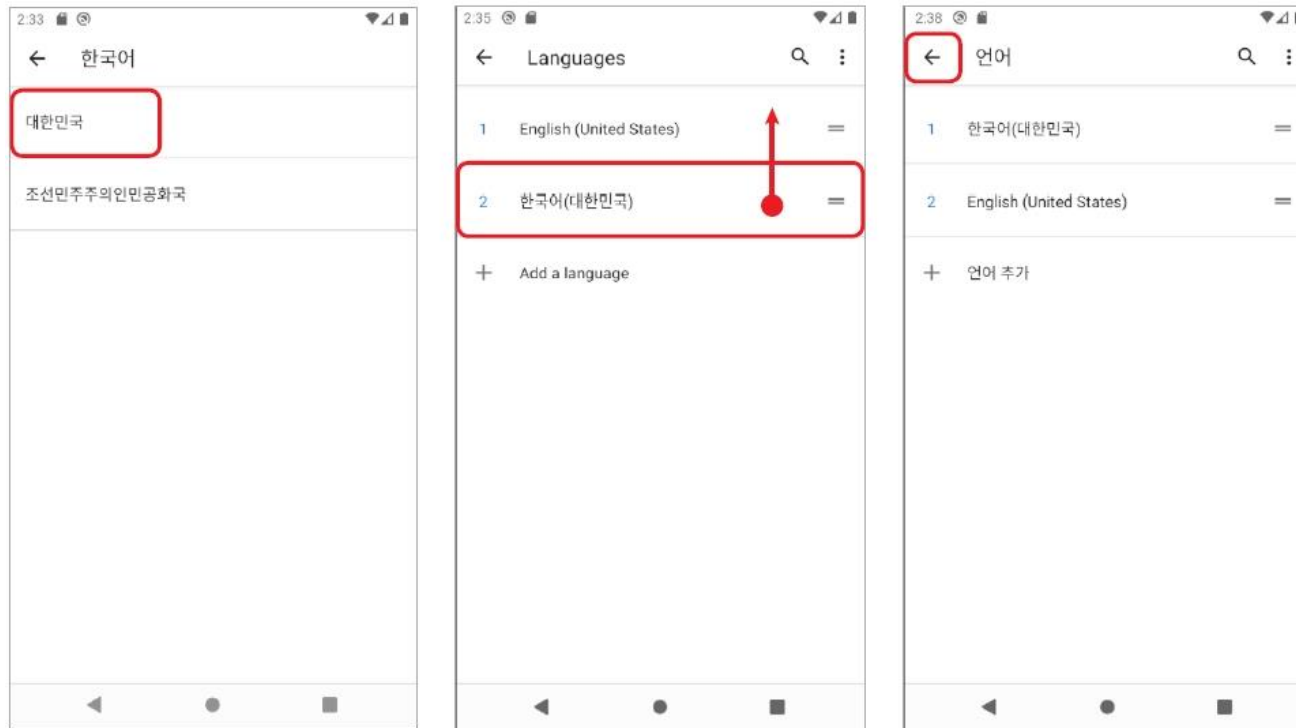 2:33
한국어
대한민국
조선민주주의인민공화국
2:35
Languages
1 English (United States)
2 한국어(대한민국)
+ Add a language
2:38
언어
1 한국어(대한민국)
2 English (United States)
+ 언어 추가